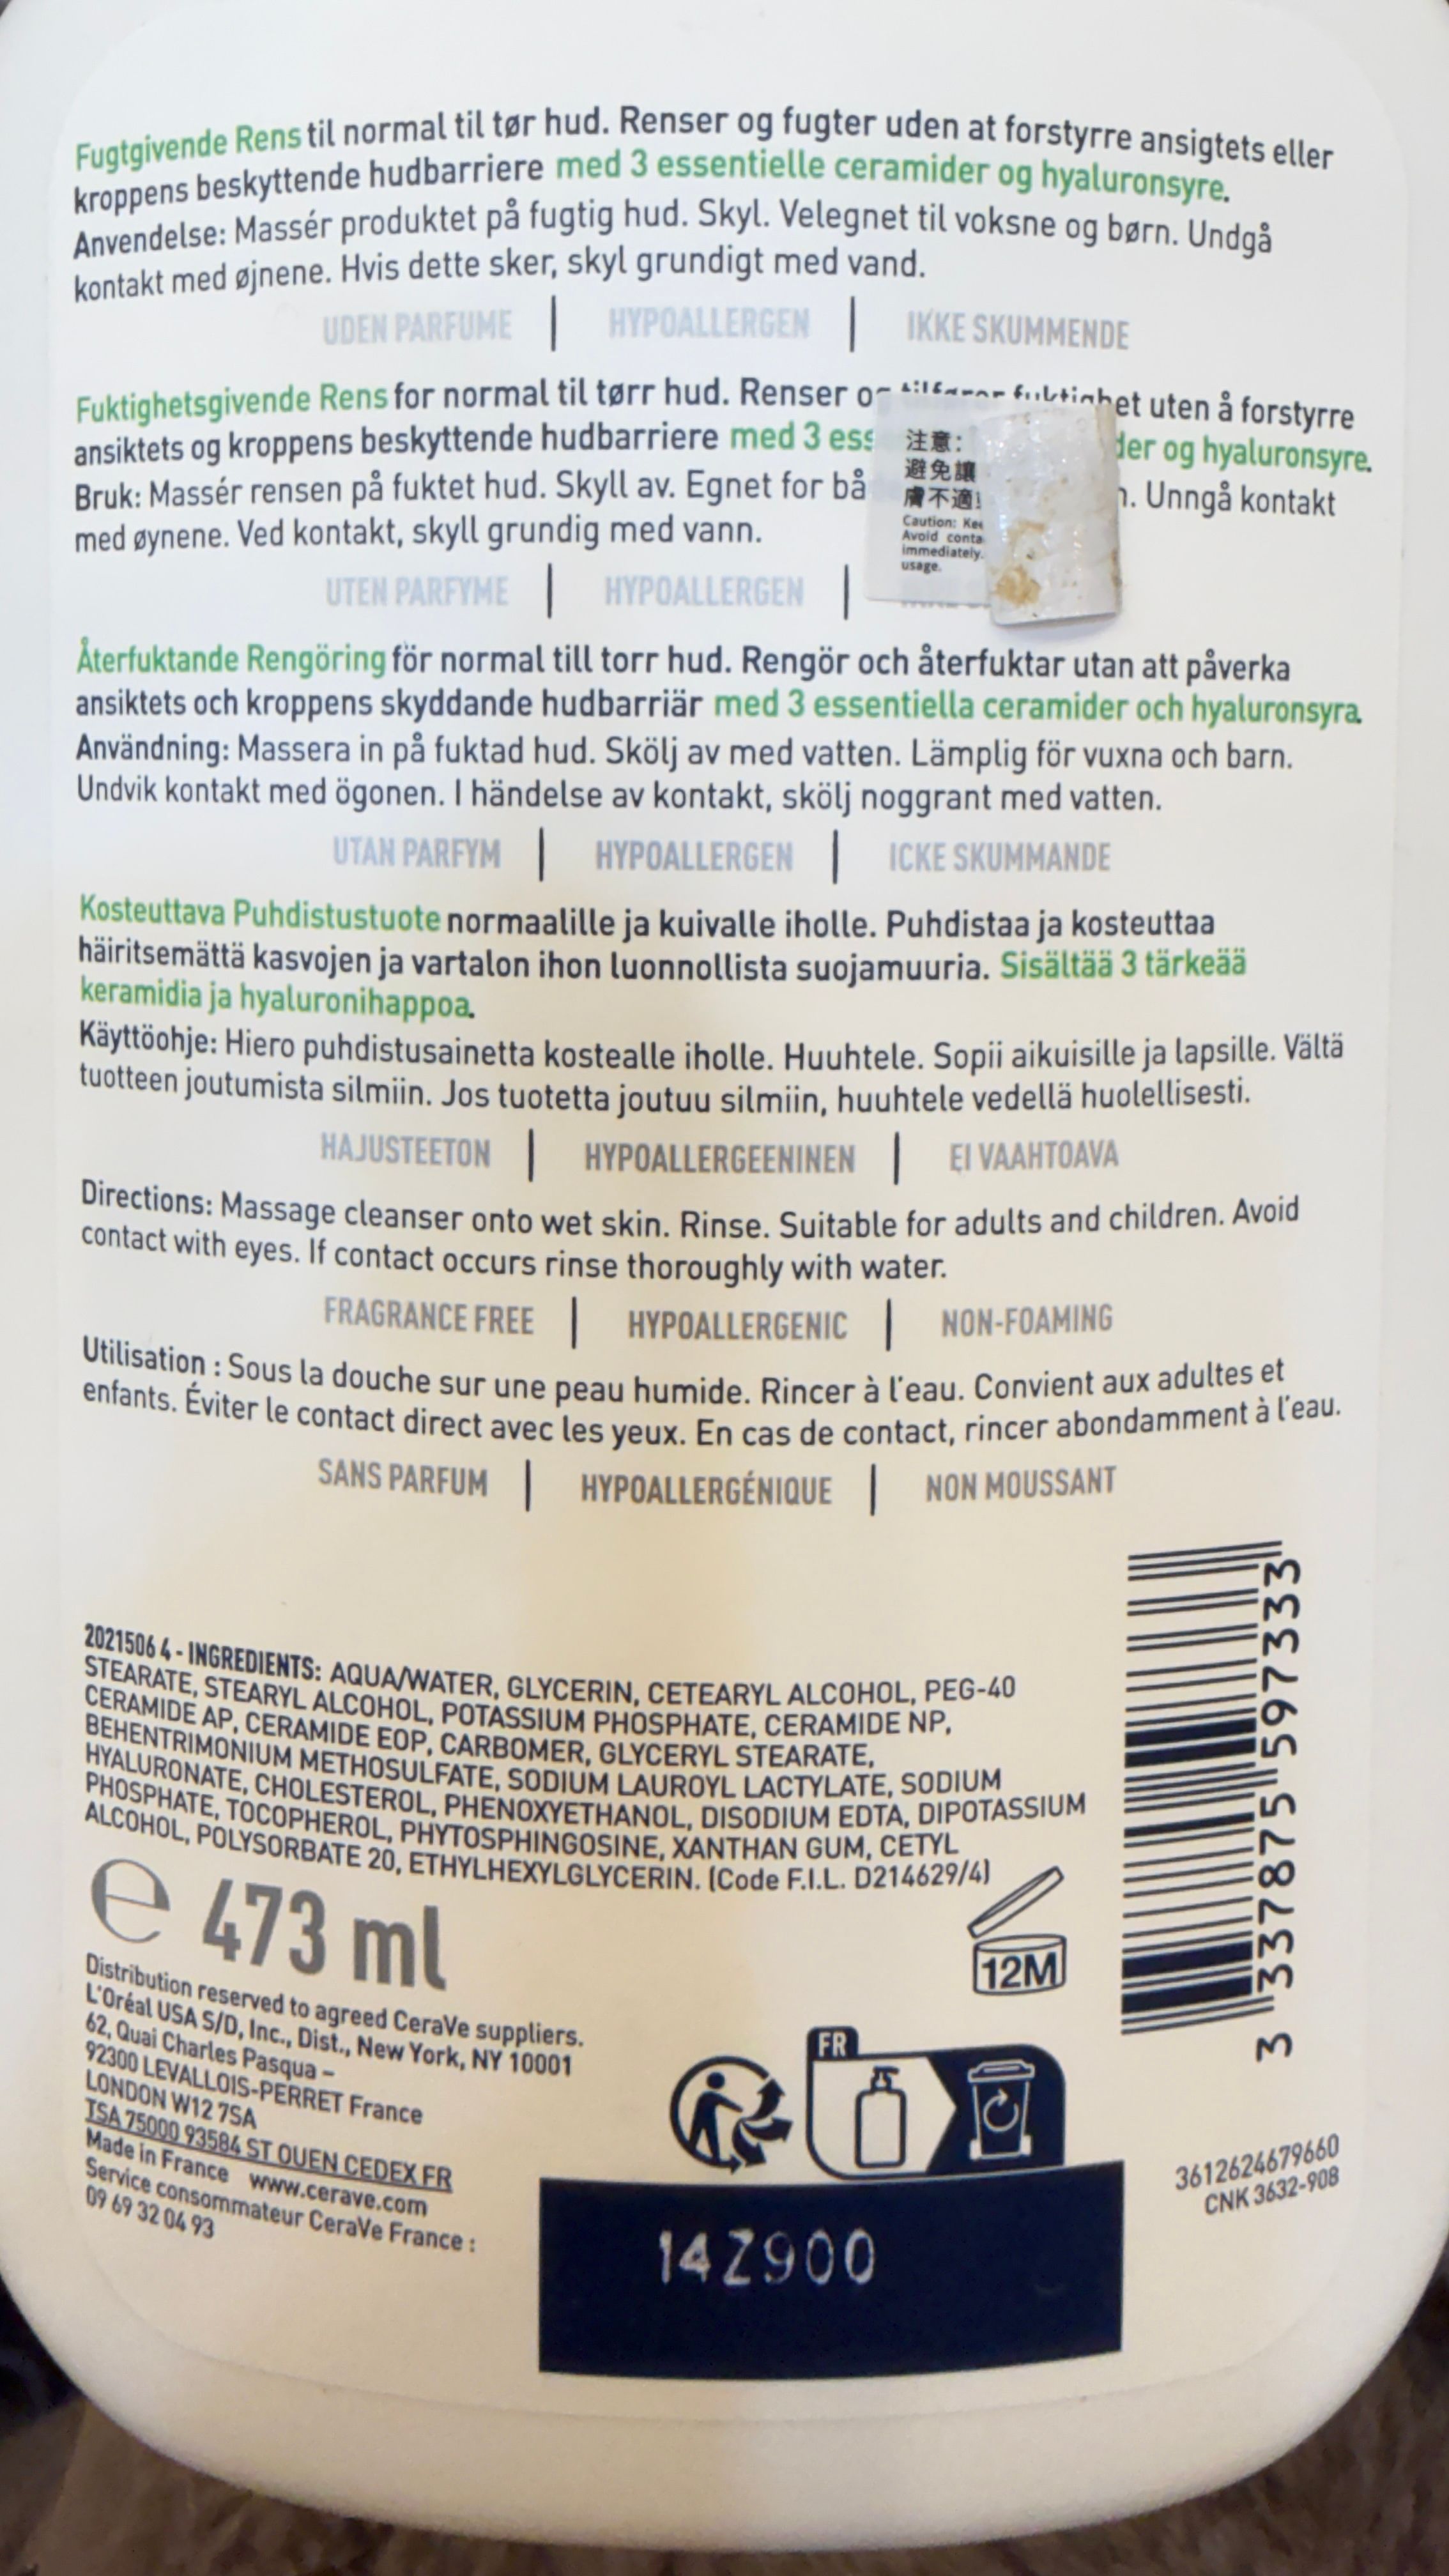 Fugtgivende Rens til normal til tør hud. Renser og fugter uden at forstyrre ansigtets eller
kroppens beskyttende hudbarriere med 3 essentielle ceramider og hyaluronsyre.
Anvendelse: Massér produktet på fugtig hud. Skyl. Velegnet til voksne og børn. Undgå
kontakt med øjnene. Hvis dette sker, skyl grundigt med vand.
UDEN PARFUME | HYPOALLERGEN | IKKE SKUMMENDE
Fuktighetsgivende Rens for normal til tørr hud. Renser og tilfører fuktighet uten å forstyrre
ansiktets og kroppens beskyttende hudbarriere med 3 ess der og hyaluronsyre.
Bruk: Massér rensen på fuktet hud. Skyll av. Egnet for bå n. Unngå kontakt
med øynene. Ved kontakt, skyll grundig med vann.
UTEN PARFYME | HYPOALLERGEN |
注意:
避免讓
膚不適
Caution: Kee
Avoid conta
immediately.
usage.
Återfuktande Rengöring för normal till torr hud. Rengör och återfuktar utan att påverka
ansiktets och kroppens skyddande hudbarriär med 3 essentiella ceramider och hyaluronsyra.
Användning: Massera in på fuktad hud. Skölj av med vatten. Lämplig för vuxna och barn.
Undvik kontakt med ögonen. I händelse av kontakt, skölj noggrant med vatten.
UTAN PARFYM | HYPOALLERGEN | ICKE SKUMMANDE
Kosteuttava Puhdistustuote normaalille ja kuivalle iholle. Puhdistaa ja kosteuttaa
häiritsemättä kasvojen ja vartalon ihon luonnollista suojamuuria. Sisältää 3 tärkeää
keramidia ja hyaluronihappoa.
Käyttöohje: Hiero puhdistusainetta kostealle iholle. Huuhtele. Sopii aikuisille ja lapsille. Vältä
tuotteen joutumista silmiin. Jos tuotetta joutuu silmiin, huuhtele vedellä huolellisesti.
HAJUSTEETON | HYPOALLERGEENINEN | EI VAAHTOAVA
Directions: Massage cleanser onto wet skin. Rinse. Suitable for adults and children. Avoid
contact with eyes. If contact occurs rinse thoroughly with water.
FRAGRANCE FREE | HYPOALLERGENIC | NON-FOAMING
Utilisation : Sous la douche sur une peau humide. Rincer à l'eau. Convient aux adultes et
enfants. Éviter le contact direct avec les yeux. En cas de contact, rincer abondamment à l'eau.
SANS PARFUM | HYPOALLERGÉNIQUE | NON MOUSSANT
2021506 4 - INGREDIENTS: AQUA/WATER, GLYCERIN, CETEARYL ALCOHOL, PEG-40
STEARATE, STEARYL ALCOHOL, POTASSIUM PHOSPHATE, CERAMIDE NP,
CERAMIDE AP, CERAMIDE EOP, CARBOMER, GLYCERYL STEARATE,
BEHENTRIMONIUM METHOSULFATE, SODIUM LAUROYL LACTYLATE, SODIUM
HYALURONATE, CHOLESTEROL, PHENOXYETHANOL, DISODIUM EDTA, DIPOTASSIUM
PHOSPHATE, TOCOPHEROL, PHYTOSPHINGOSINE, XANTHAN GUM, CETYL
ALCOHOL, POLYSORBATE 20, ETHYLHEXYLGLYCERIN. (Code F.I.L. D214629/4)
e 473 ml
12M
3 337875 597333
Distribution reserved to agreed CeraVe suppliers.
L'Oréal USA S/D, Inc., Dist., New York, NY 10001
62, Quai Charles Pasqua –
92300 LEVALLOIS-PERRET France
LONDON W12 7SA
TSA 75000 93584 ST OUEN CEDEX FR
Made in France www.cerave.com
Service consommateur CeraVe France :
09 69 32 04 93
FR
3612624679660
CNK 3632-908
14Z900